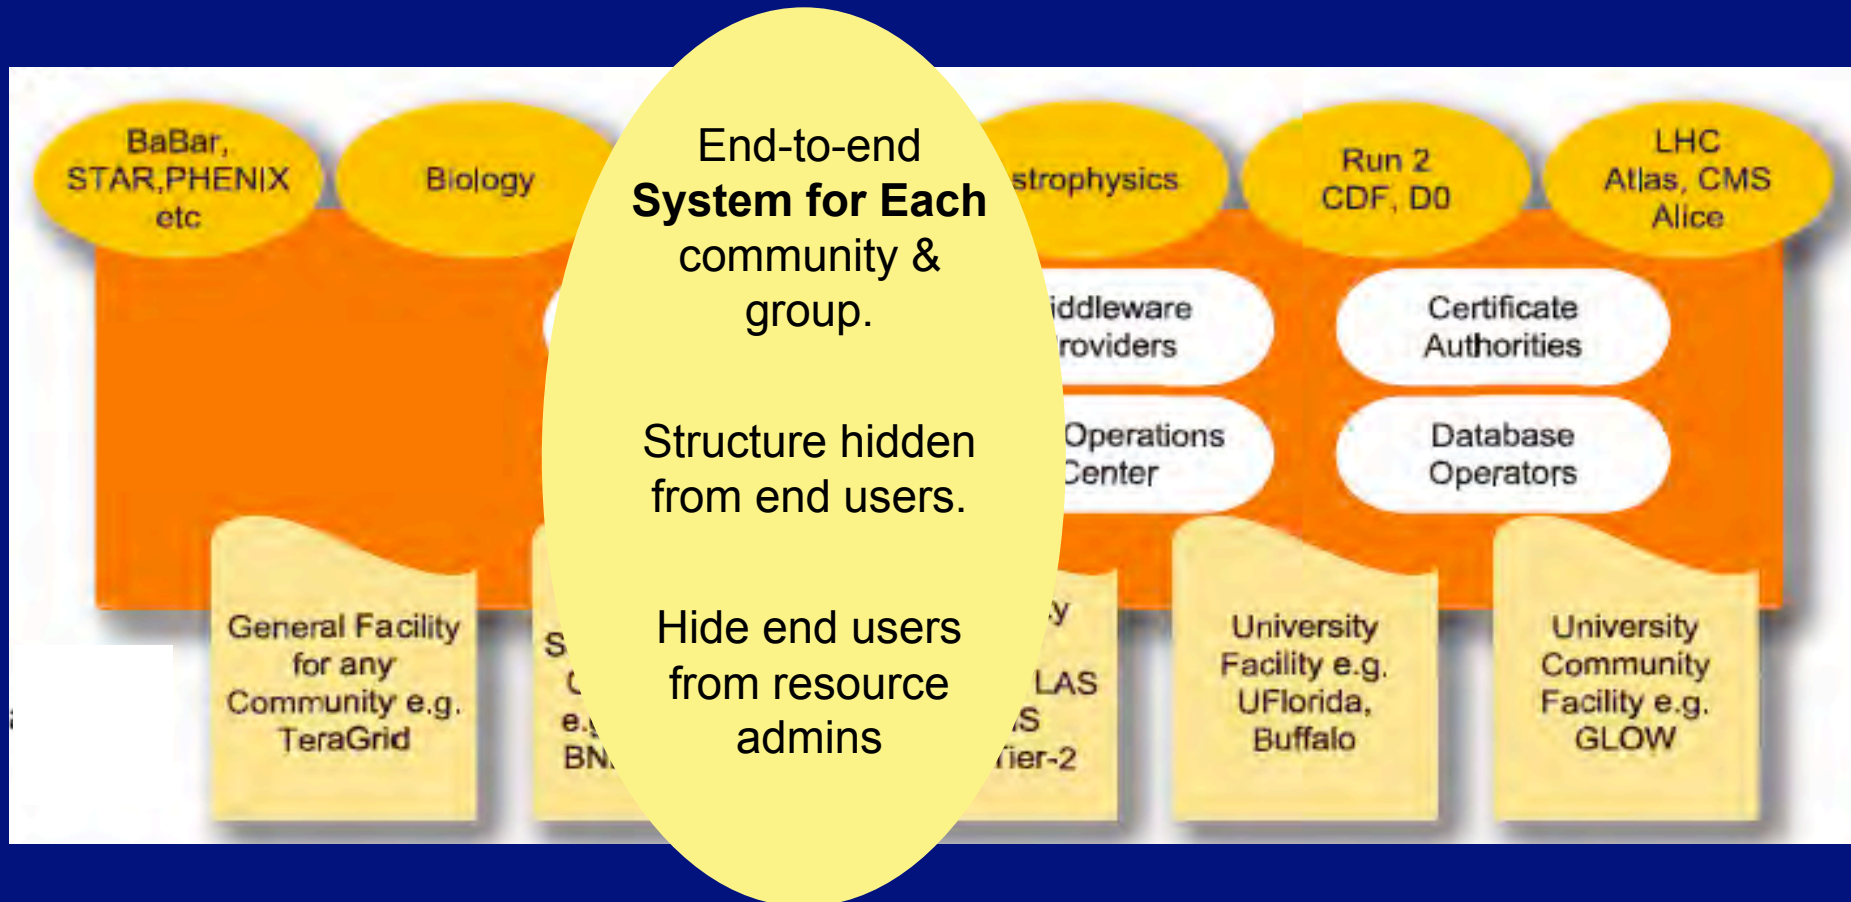 BaBar,
STAR,PHENIX
etc
Biology
strophysics
Run 2
CDF, D0
LHC
Atlas, CMS
Alice
End-to-end
System for Each
community &
group.
Structure hidden
from end users.
Hide end users
from resource
admins
iddleware
roviders
Certificate
Authorities
Operations
Center
Database
Operators
General Facility
for any
Community e.g.
TeraGrid
S
e.g
BN
y
LAS
S
Tier-2
University
Facility e.g.
UFlorida,
Buffalo
University
Community
Facility e.g.
GLOW